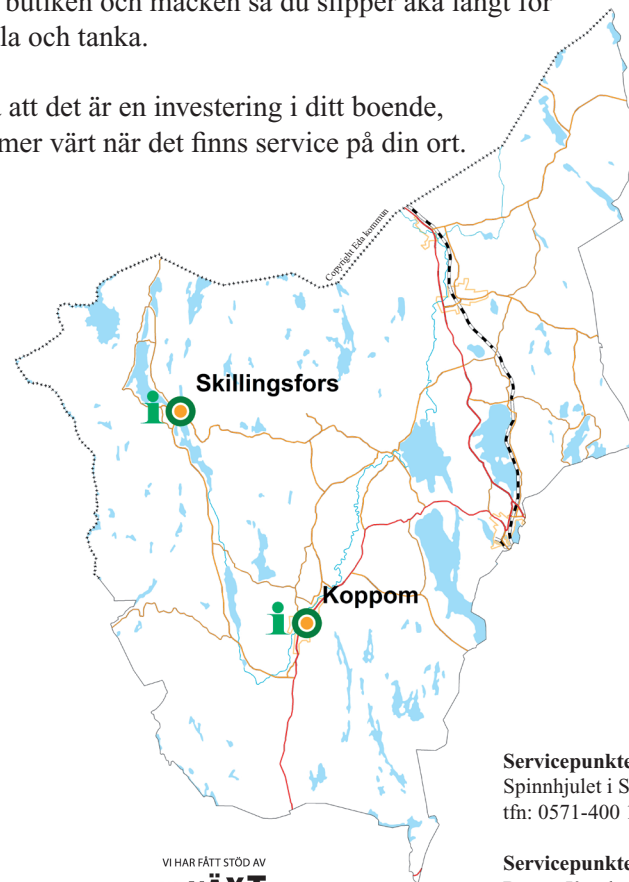 butiken och macken så du slipper åka långt för
och tanka.
att det är en investering i ditt boende,
mer värt när det finns service på din ort.
Copyright Eda kommun
Skillingsfors
i
Koppom
i
Servicepunkte
Spinnhjulet i S
tfn: 0571-400
VI HAR FÅTT STÖD AV
Servicepunkte